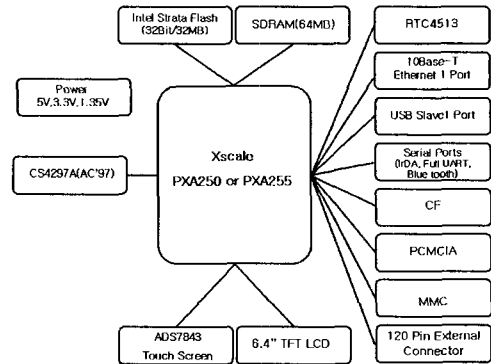 Intel Strata Flash
(32Bit/32MB)
SDRAM(64MB)
RTC4513
10Base-T
Ethernet 1 Port
Power
5V,3.3V,1.35V
USB Slave1 Port
Xscale
PXA250 or PXA255
Serial Ports
(IrDA, Full UART,
Blue tooth)
CS4297A(AC'97)
CF
PCMCIA
MMC
ADS7843
Touch Screen
6.4" TFT LCD
120 Pin External
Connector